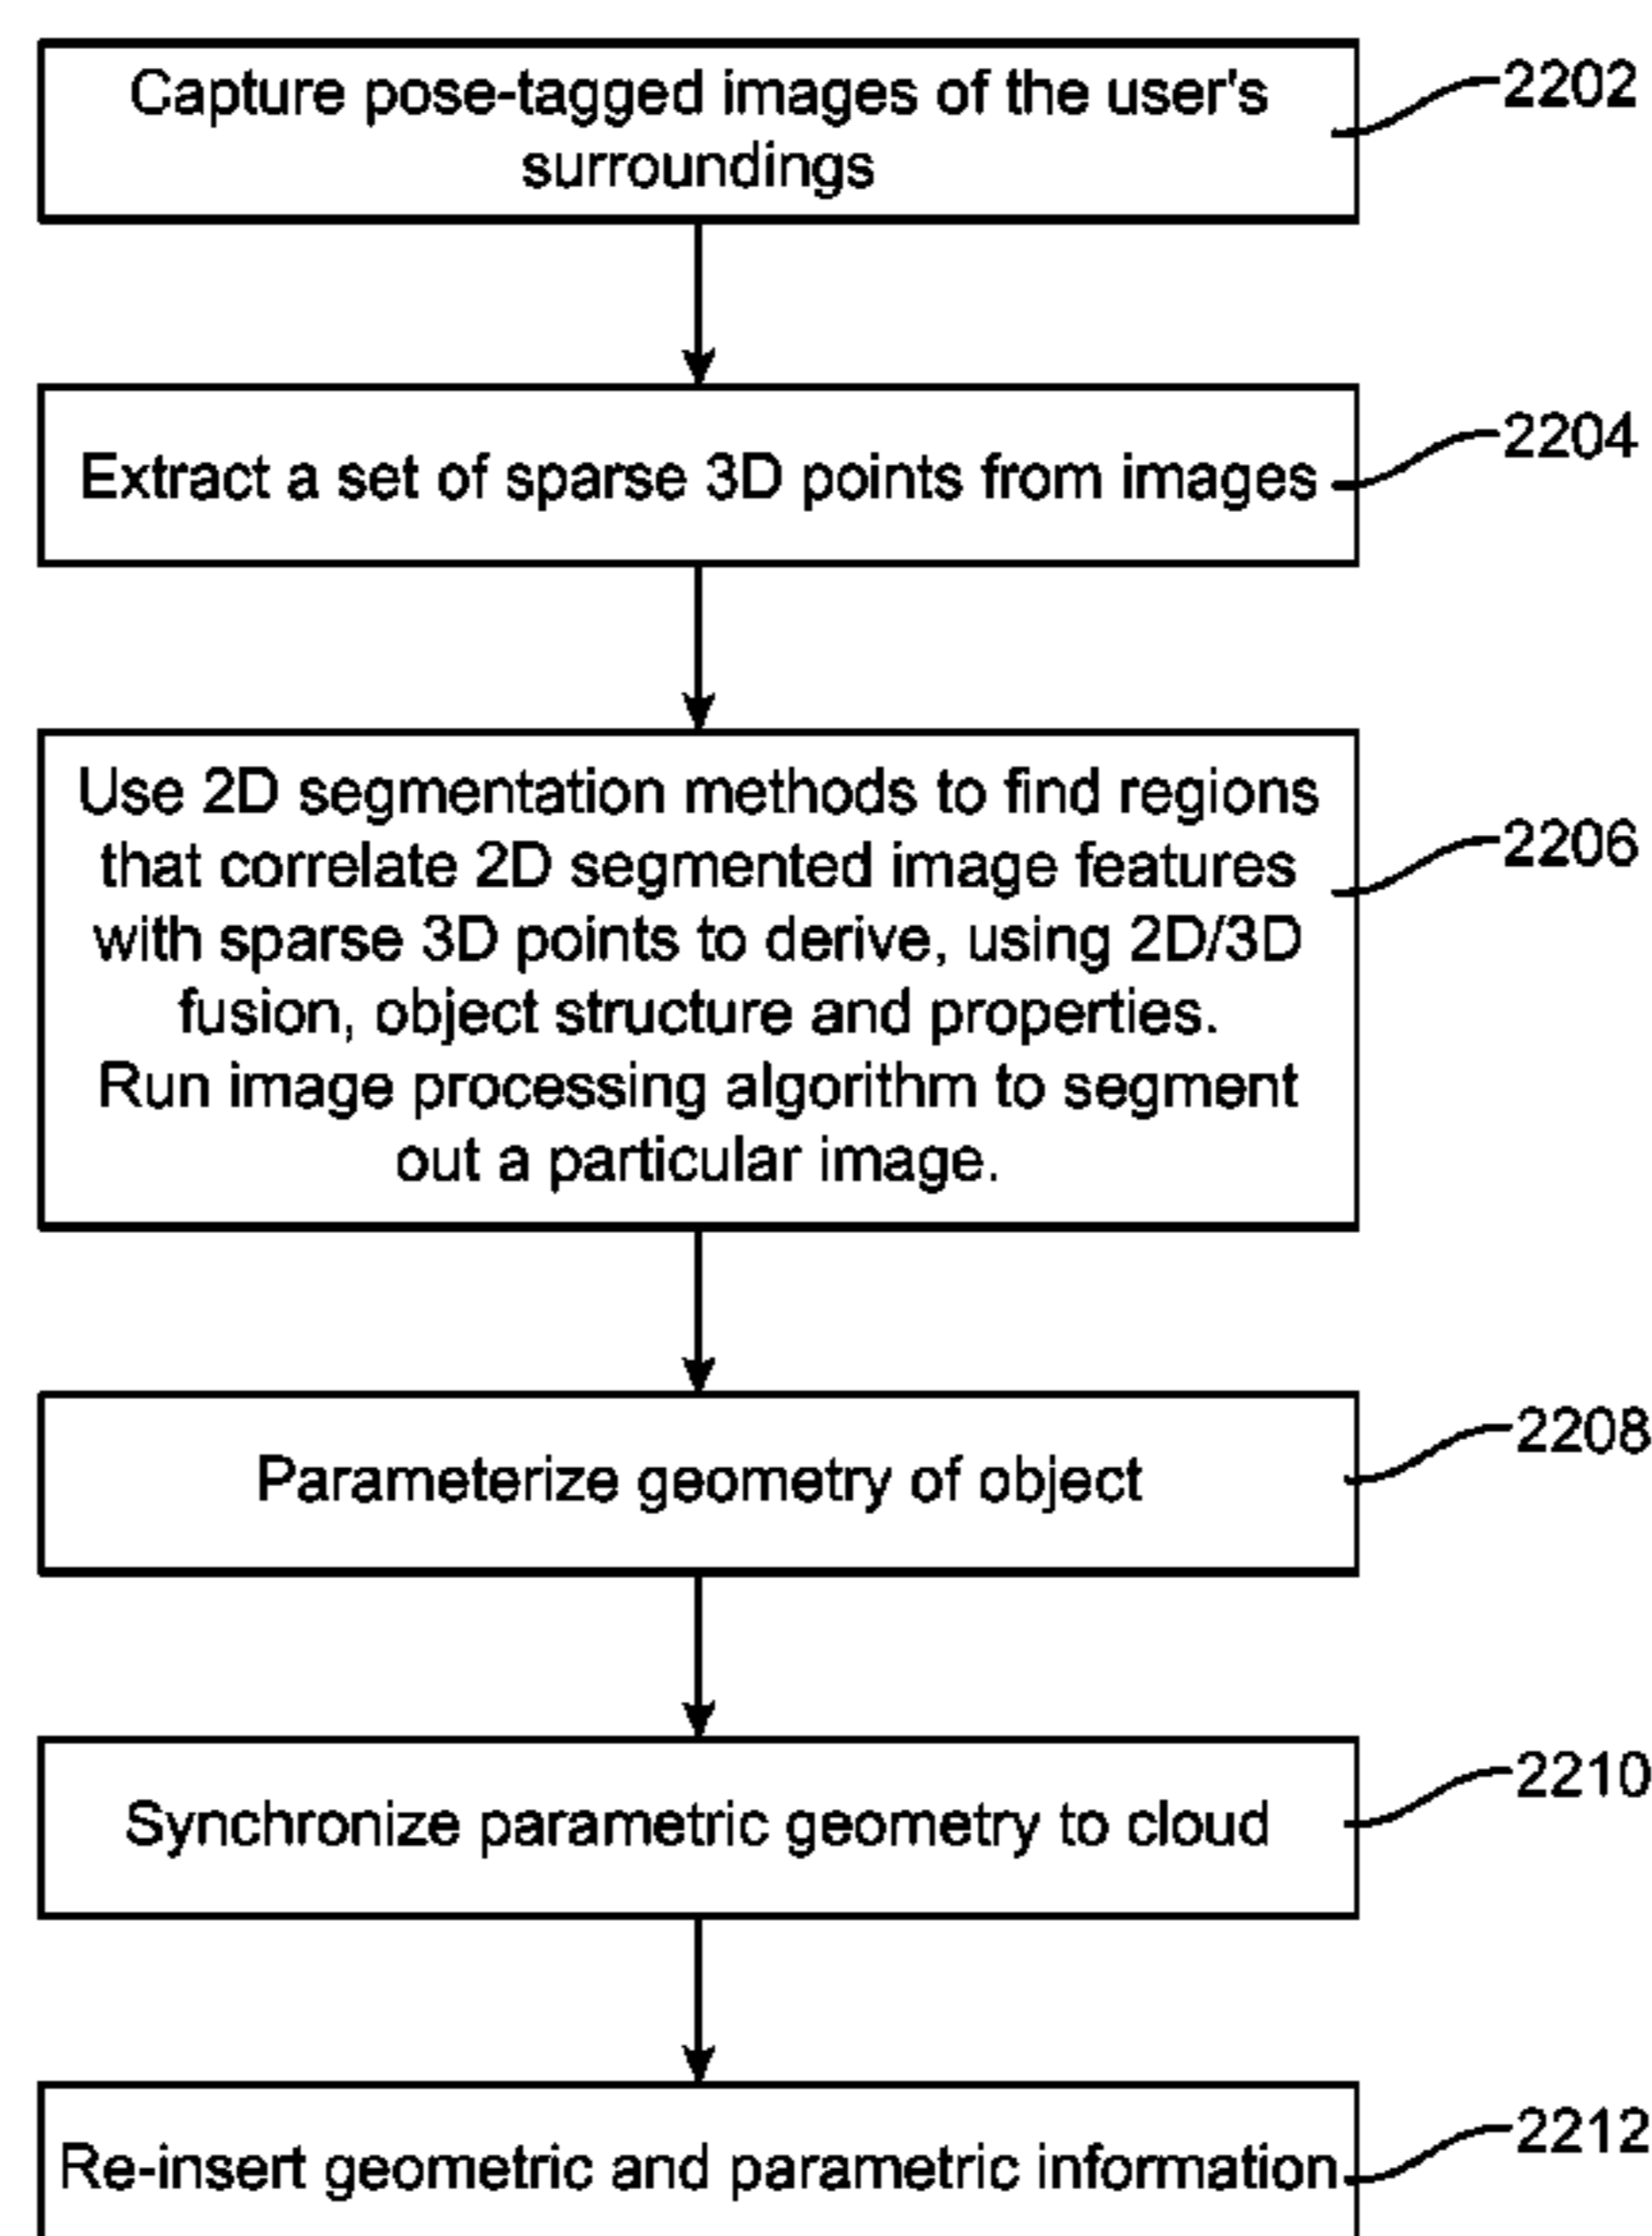 Capture pose-tagged images of the user's
surroundings
2202
Extract a set of sparse 3D points from images
2204
Use 2D segmentation methods to find regions
that correlate 2D segmented image features
with sparse 3D points to derive, using 2D/3D
fusion, object structure and properties.
Run image processing algorithm to segment
out a particular image.
2206
Parameterize geometry of object
2208
Synchronize parametric geometry to cloud
2210
Re-insert geometric and parametric information
2212